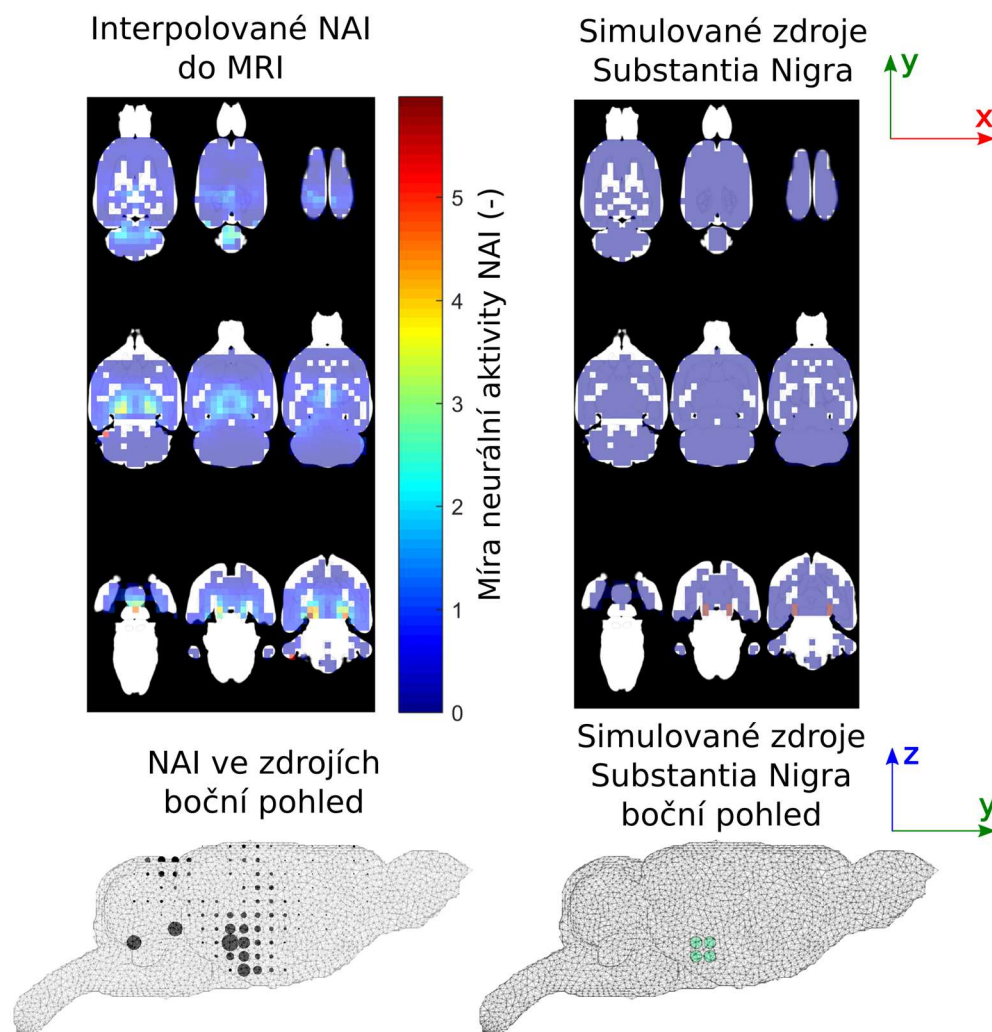 Interpolované NAI
do MRI
Simulované zdroje
Substantia Nigra
y
x
5
4
3
2
1
0
Míra neurální aktivity NAI (-)
NAI ve zdrojích
boční pohled
Simulované zdroje
Substantia Nigra
boční pohled
z
y